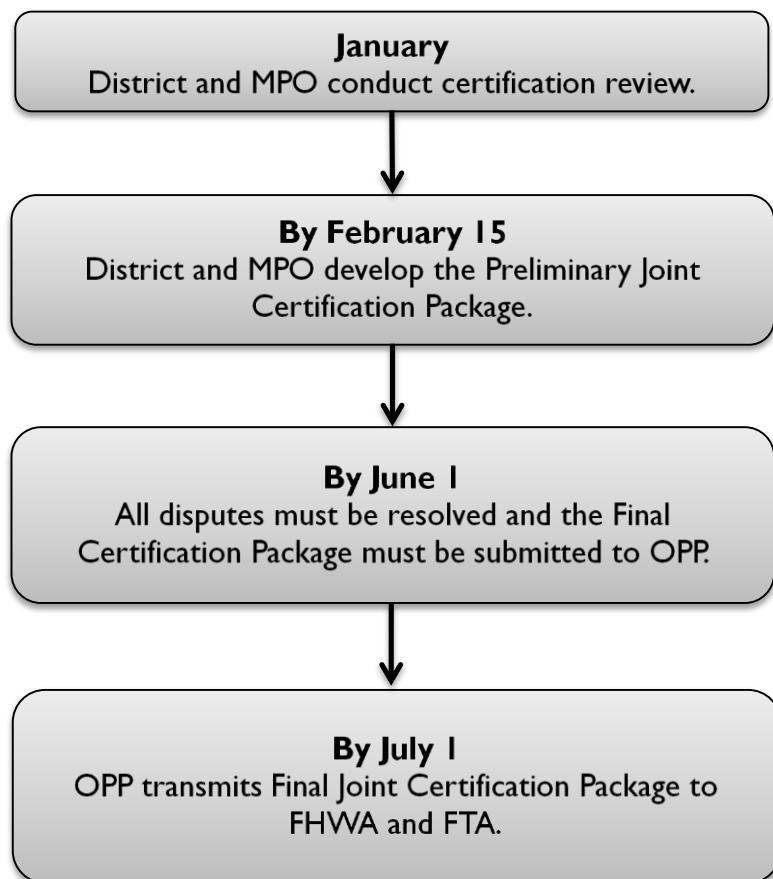 January
District and MPO conduct certification review.
By February 15
District and MPO develop the Preliminary Joint
Certification Package.
By June 1
All disputes must be resolved and the Final
Certification Package must be submitted to OPP.
By July 1
OPP transmits Final Joint Certification Package to
FHWA and FTA.